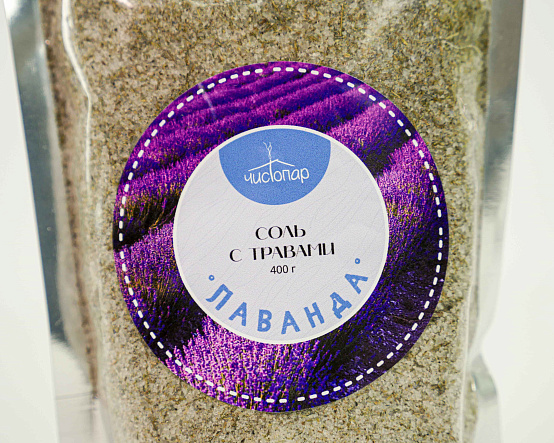 чистопар
СОЛЬ
С ТРАВАМИ
400 г
ЛАВАНДА